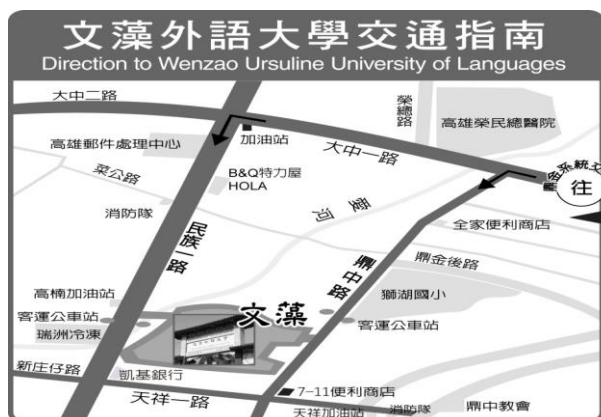 文藻外語大學交通指南
Direction to Wenzao Ursuline University of Languages
大中二路
榮總路
高雄榮民總醫院
加油站
高雄郵件處理中心
大中一路
鼎金系統交
往
菜公路
B&Q特力屋
HOLA
愛河
消防隊
民族一路
全家便利商店
鼎中路
鼎金後路
高楠加油站
獅湖國小
文藻
客運公車站
客運公車站
瑞洲冷凍
新庄仔路
凱基銀行
7-11便利商店
天祥一路
天祥加油站
消防隊
鼎中教會